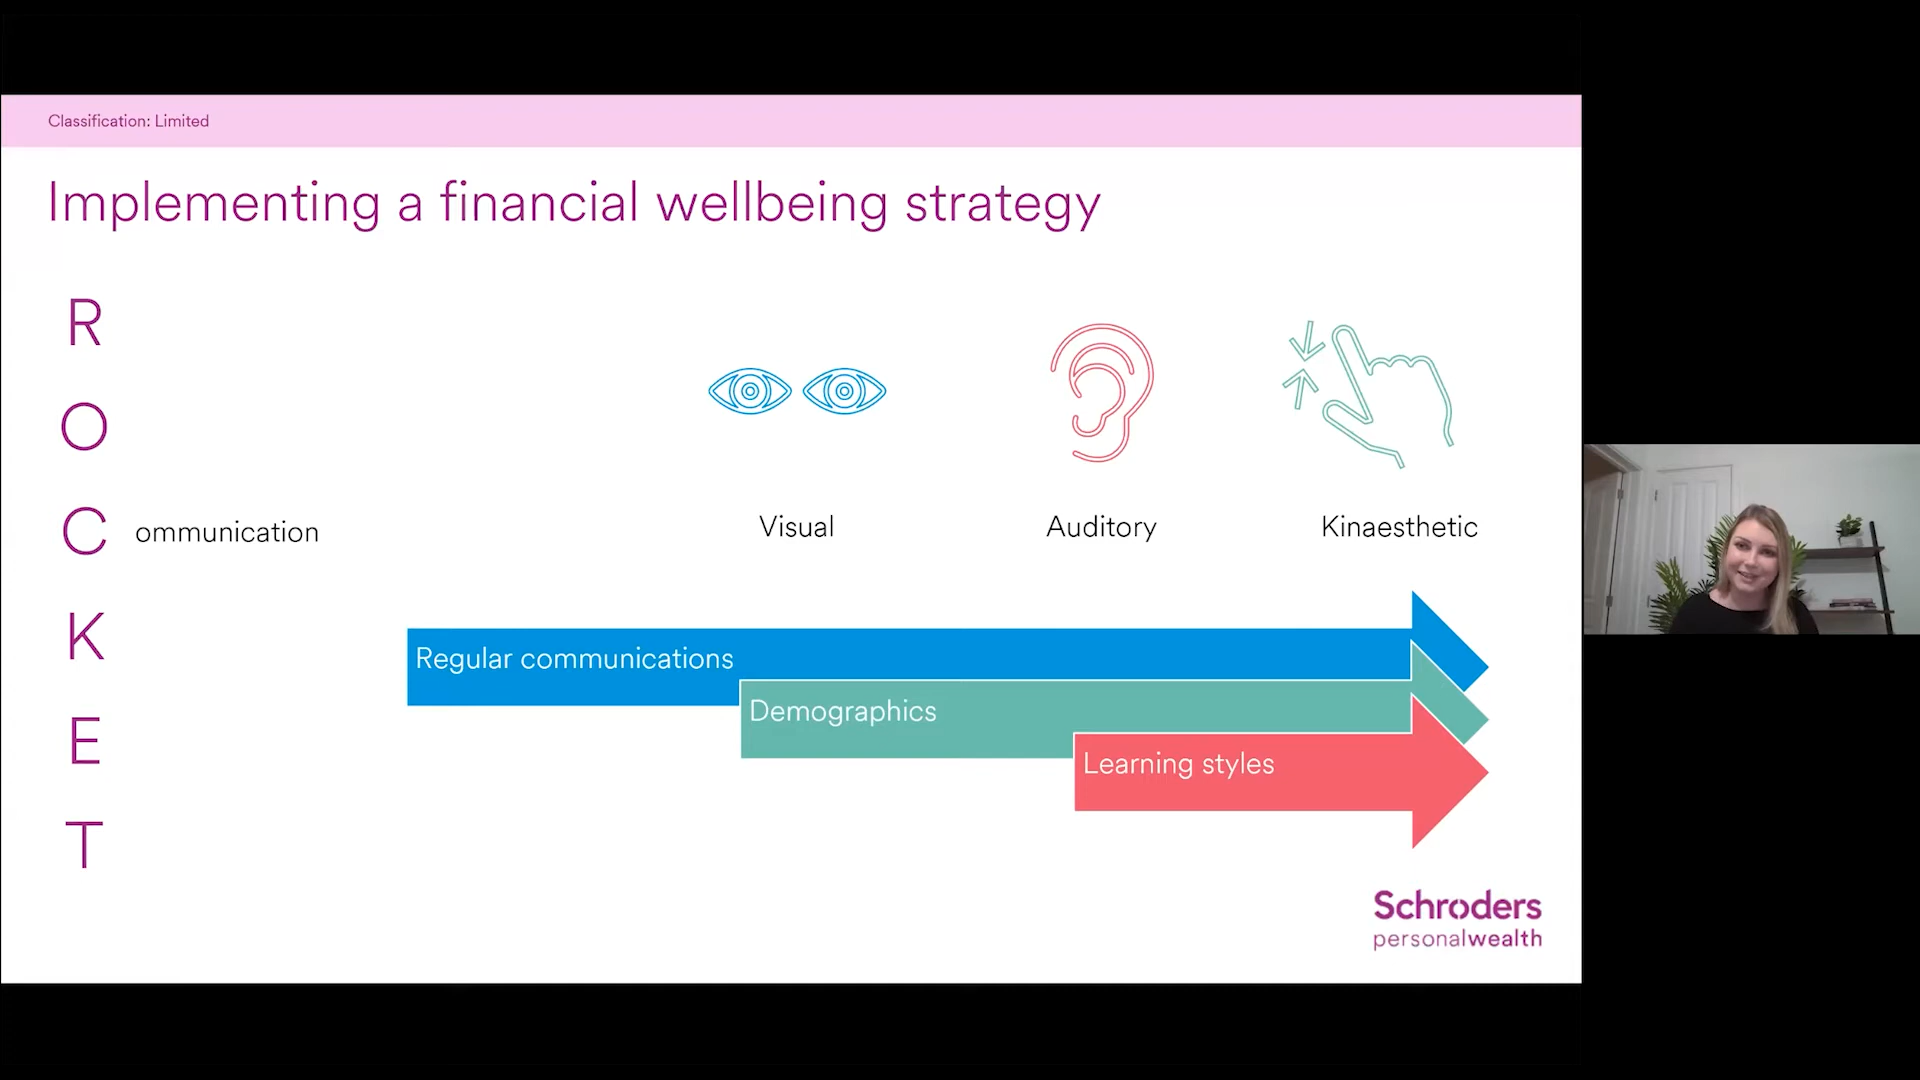 Classification: Limited
Implementing a financial wellbeing strategy
R
O
C ommunication
K
E
T
Visual
Auditory
Kinaesthetic
Regular communications
Demographics
Learning styles
Schroders
personalwealth